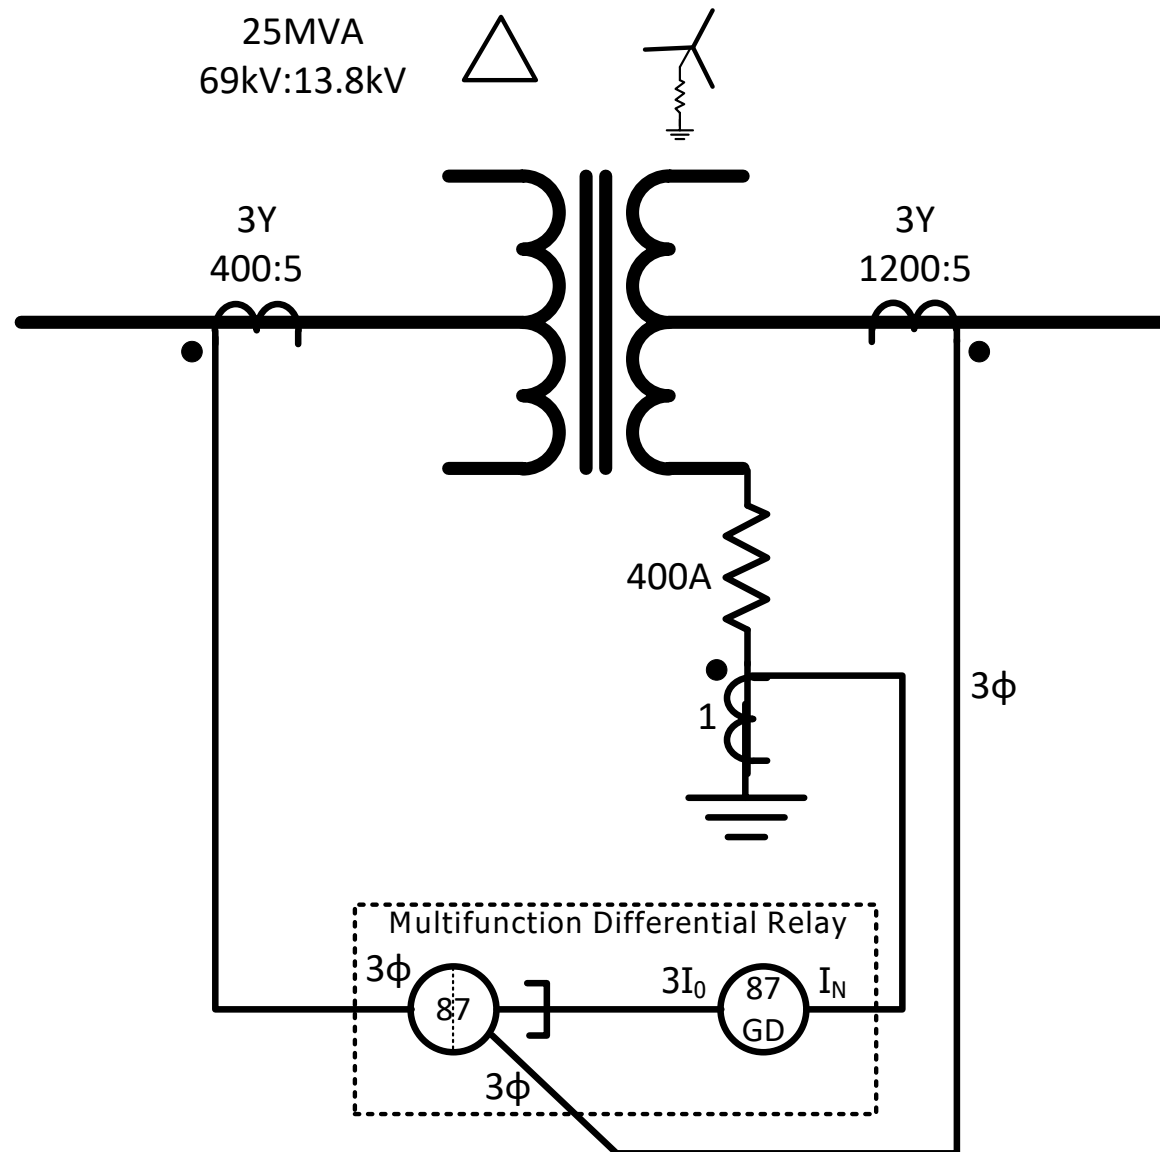 25MVA
69kV:13.8kV
3Y
400:5
3Y
1200:5
400A
1
3ϕ
Multifunction Differential Relay
3ϕ
87
3I₀
87
GD
I_N
3ϕ